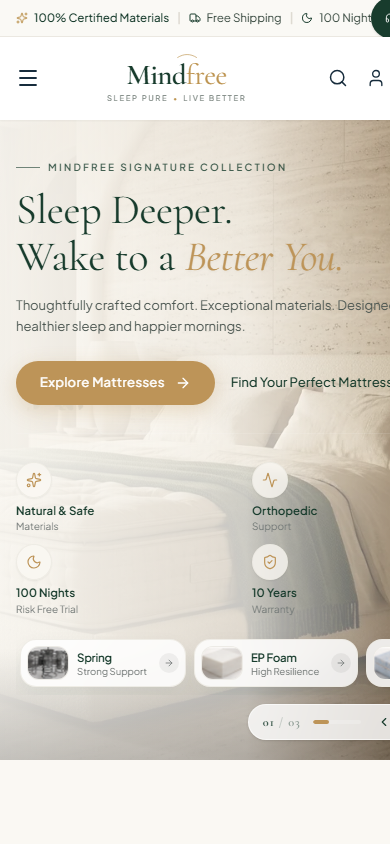 100% Certified Materials Free Shipping 100 Night
Mindfree
SLEEP PURE • LIVE BETTER
MINDFREE SIGNATURE COLLECTION
Sleep Deeper.
Wake to a Better You.
Thoughtfully crafted comfort. Exceptional materials. Designe
healthier sleep and happier mornings.
Explore Mattresses → Find Your Perfect Mattress
Natural & Safe
Materials
Orthopedic
Support
100 Nights
Risk Free Trial
10 Years
Warranty
Spring
Strong Support
EP Foam
High Resilience
01 / 03